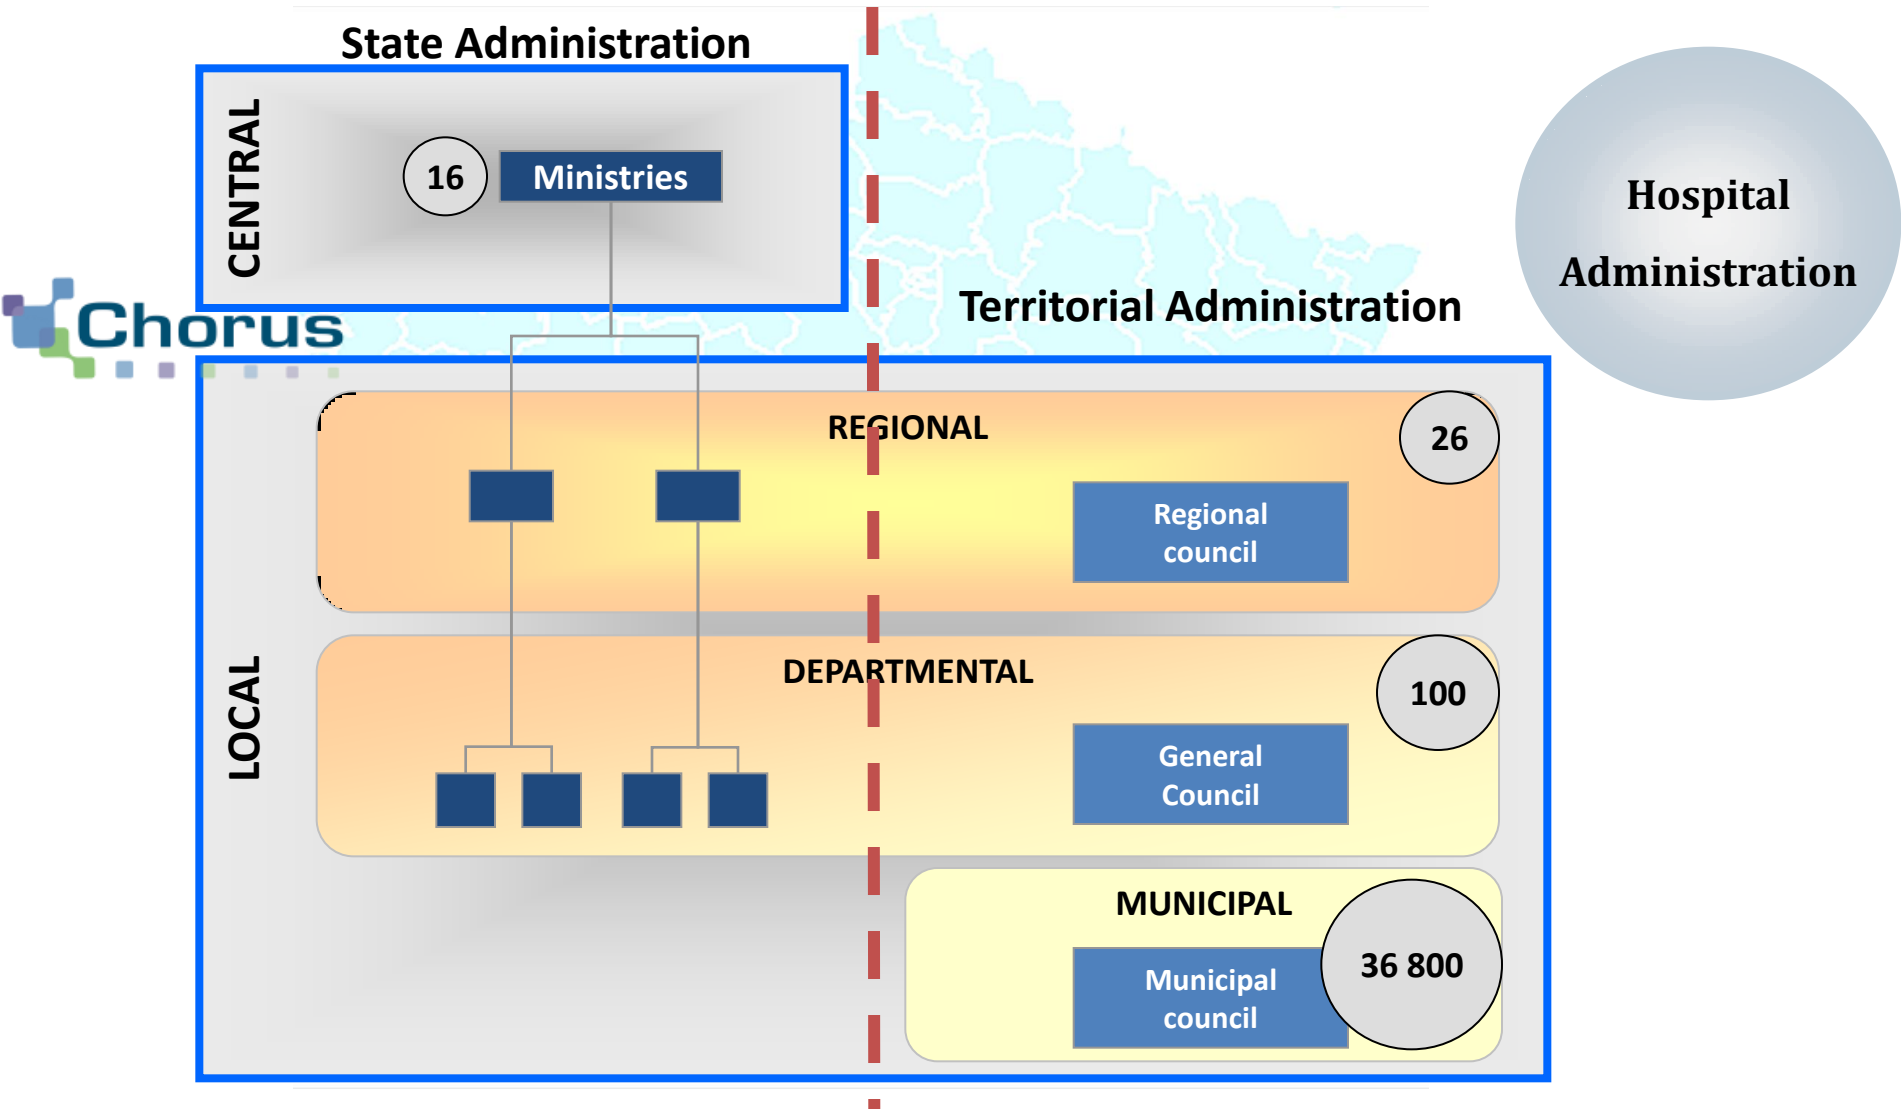 State Administration
CENTRAL
16
Ministries
Hospital
Administration
Chorus
Territorial Administration
LOCAL
REGIONAL
26
Regional
council
DEPARTMENTAL
100
General
Council
MUNICIPAL
36 800
Municipal
council